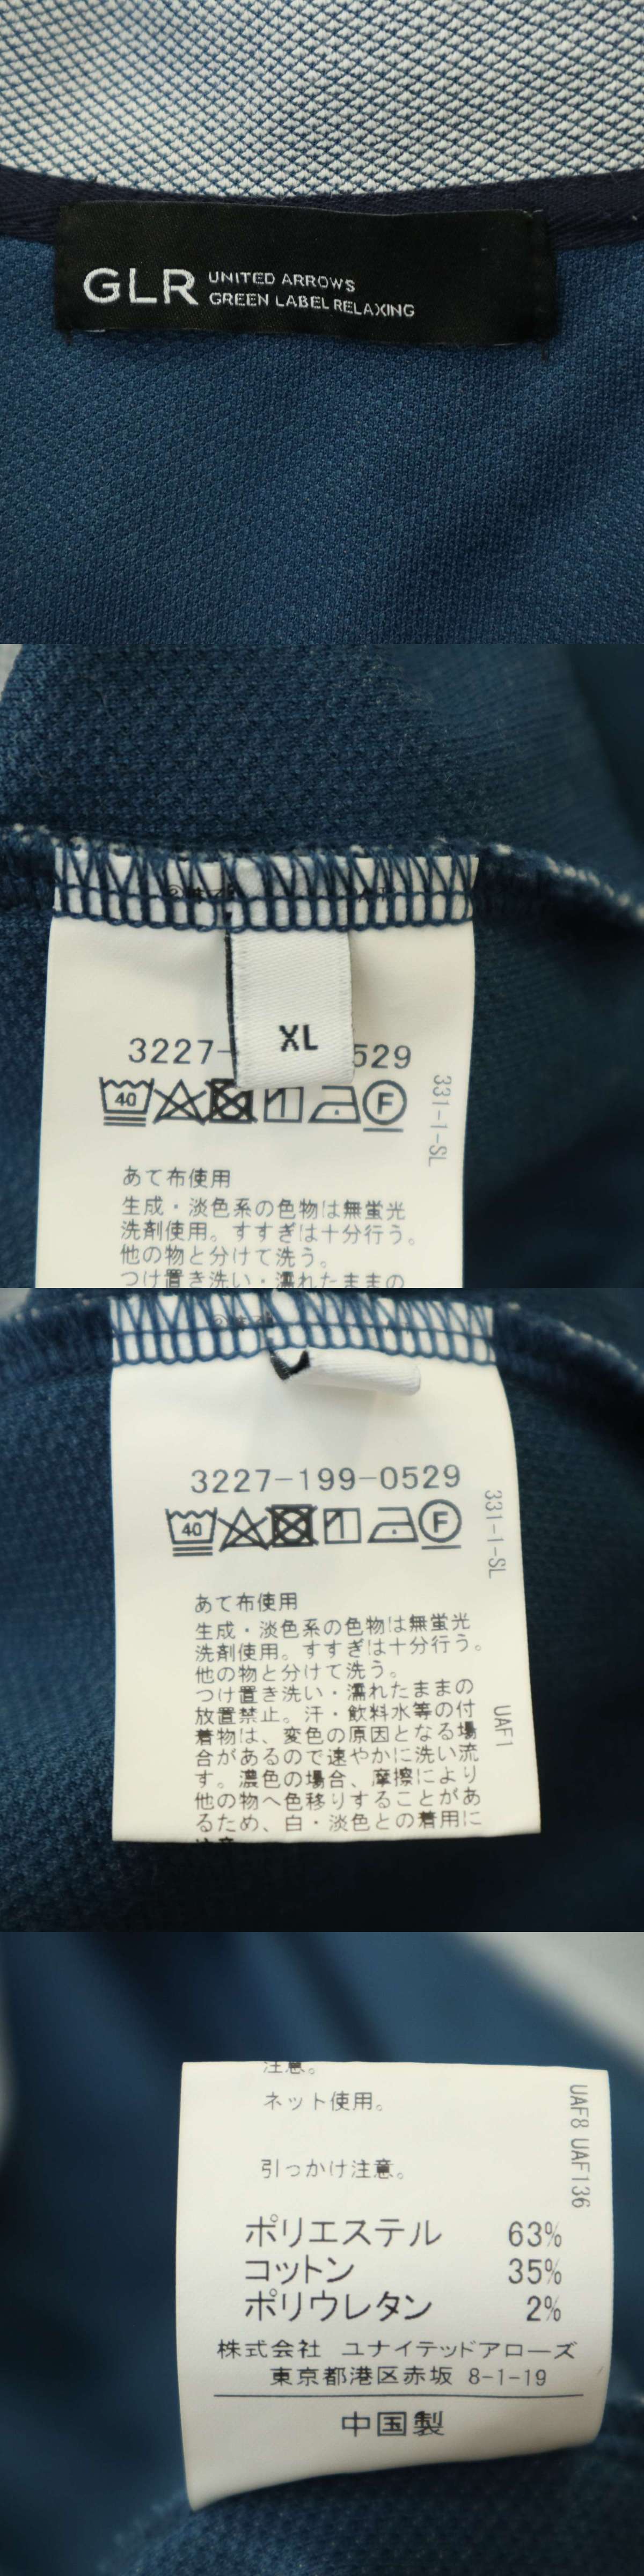 GLR UNITED ARROWS
GREEN LABEL RELAXING
XL
3227- 529
40
F
331-1-SL
あて布使用
生成・淡色系の色物は無蛍光
洗剤使用。すすぎは十分行う。
他の物と分けて洗う。
つけ置き洗い・濡れたままの
3227-199-0529
40
F
331-1-SL
あて布使用
生成・淡色系の色物は無蛍光
洗剤使用。すすぎは十分行う。
他の物と分けて洗う。
つけ置き洗い・濡れたままの
放置禁止。汗・飲料水等の付
着物は、変色の原因となる場
合があるので速やかに洗い流
す。濃色の場合、摩擦により
他の物へ色移りすることがあ
るため、白・淡色との着用に
UAF1
注意。
ネット使用。
引っかけ注意。
UAF8 UAF136
ポリエステル 63%
コットン 35%
ポリウレタン 2%
株式会社 ユナイテッドアローズ
東京都港区赤坂 8-1-19
中国製